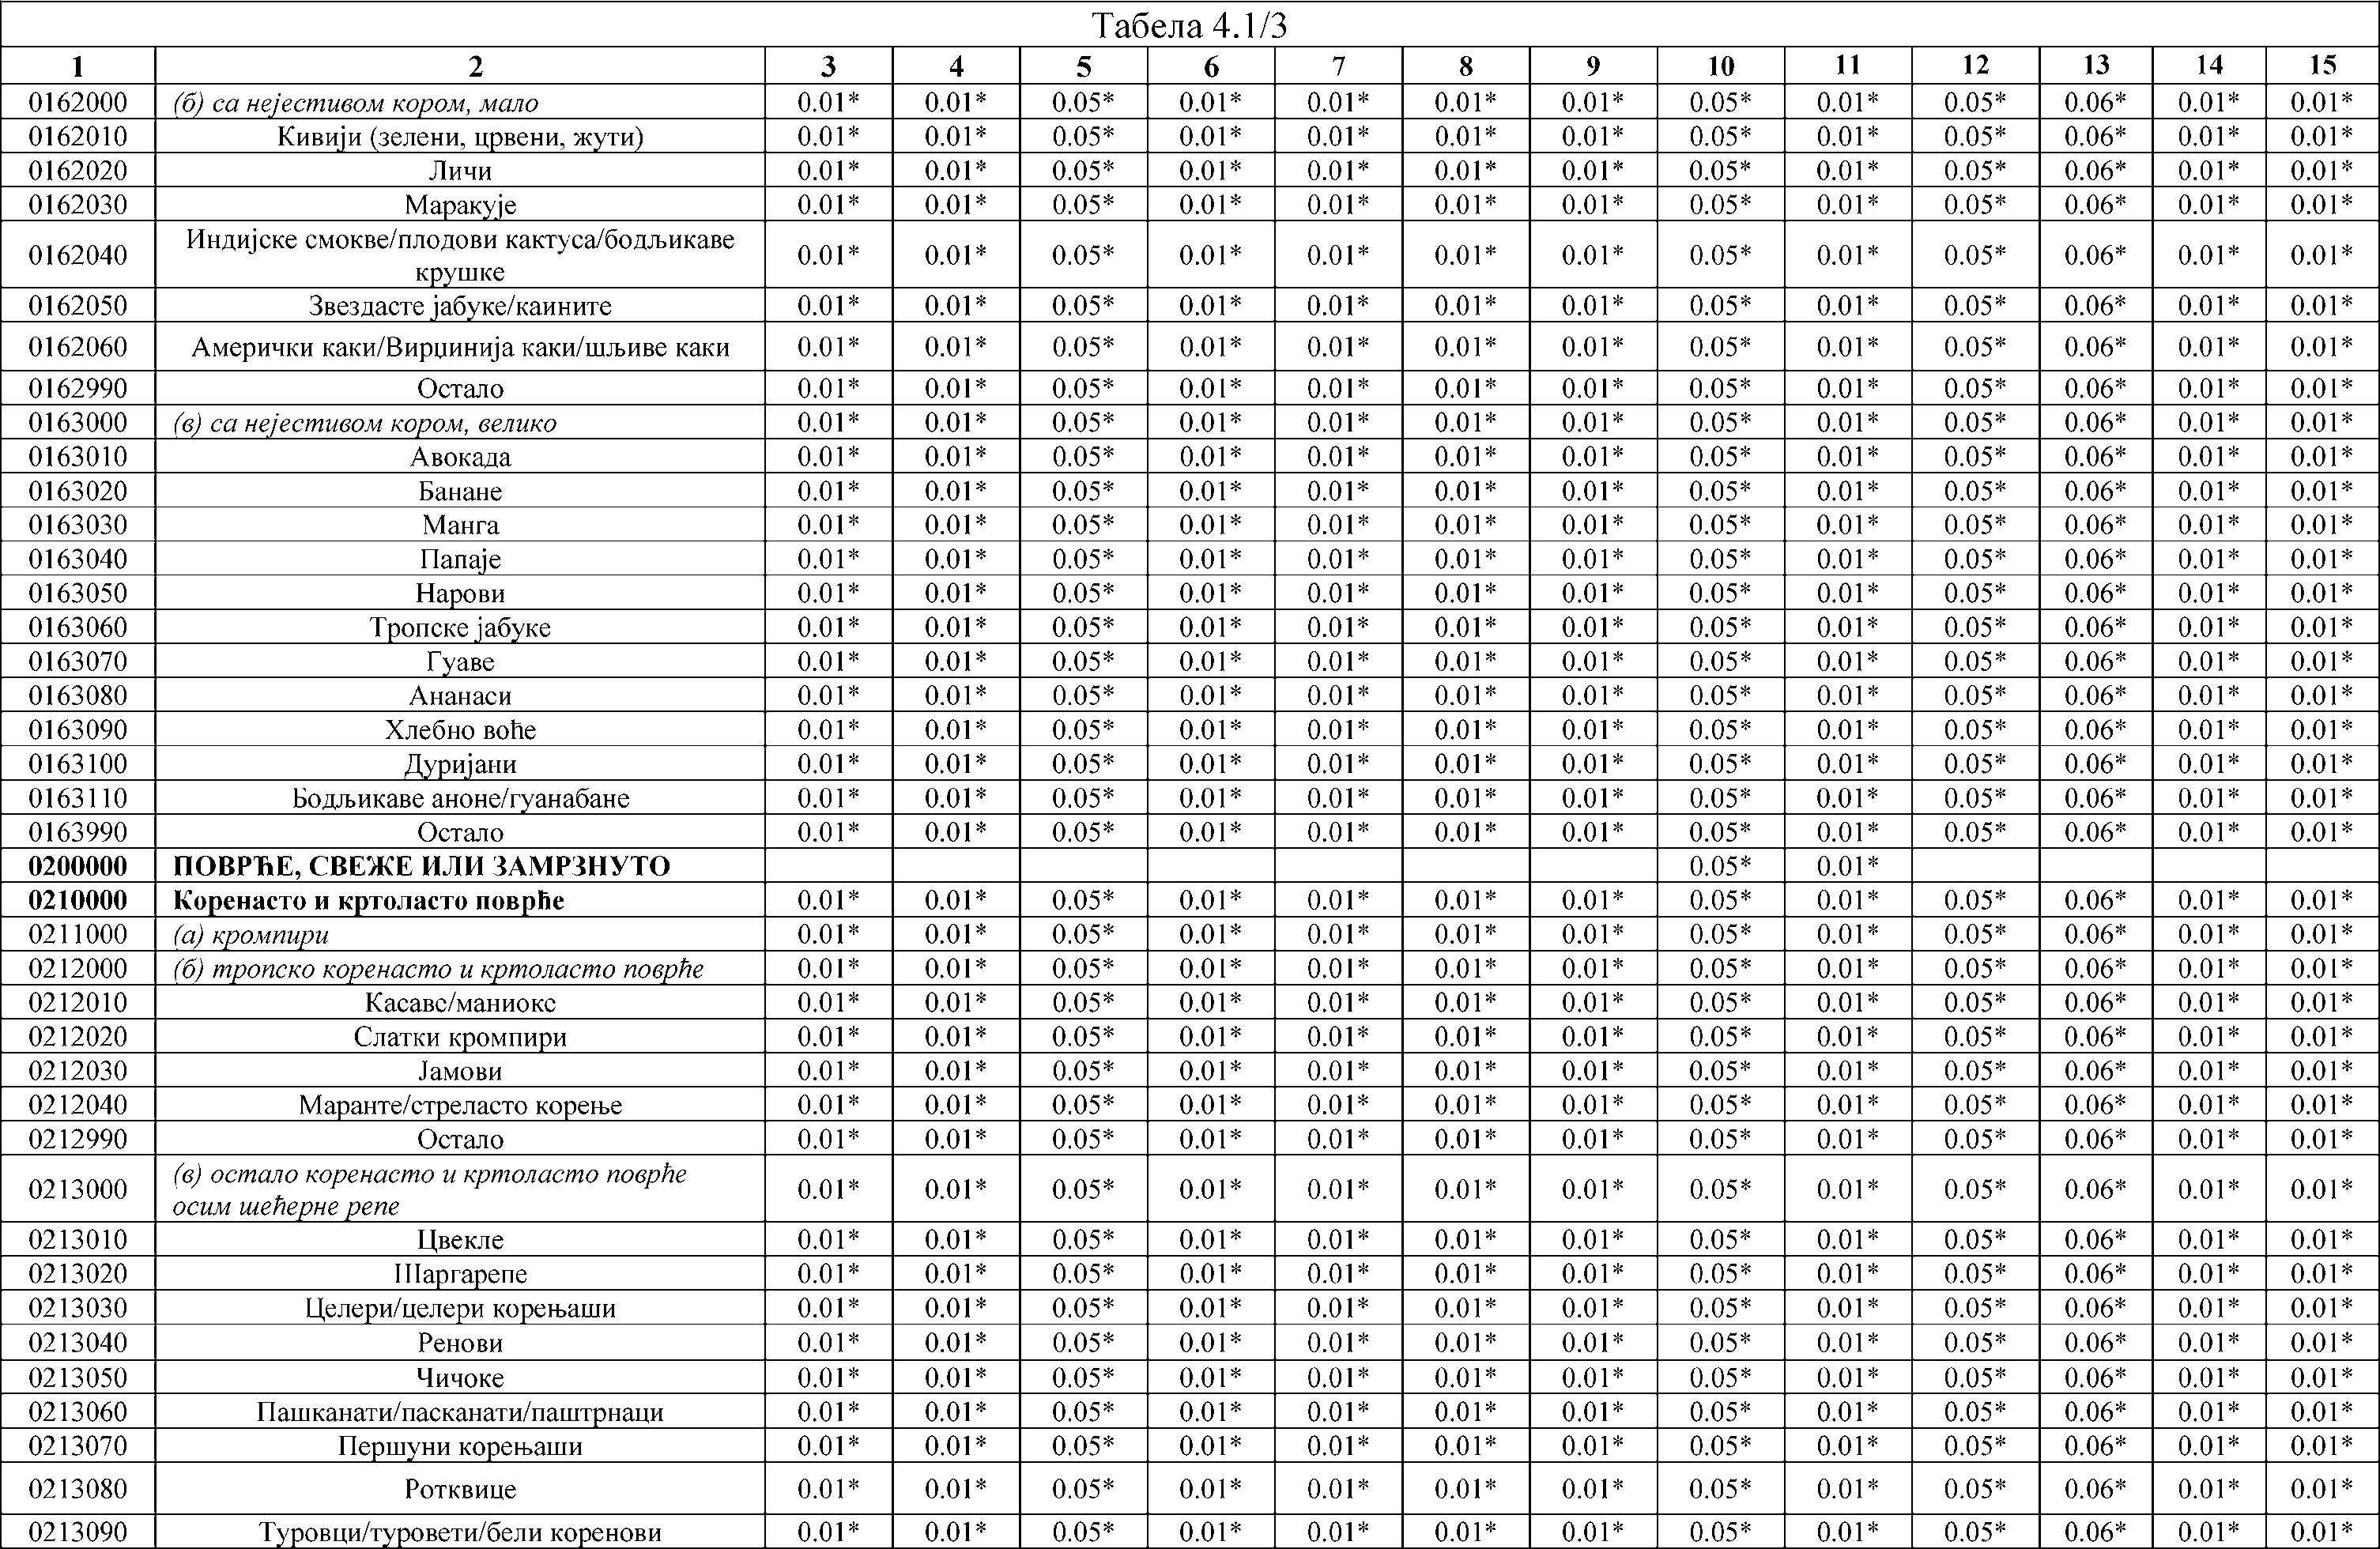 Табела 4.1/3
1 2 3 4 5 6 7 8 9 10 11 12 13 14 15
0162000 (б) са нејестивом кором, мало 0.01* 0.01* 0.05* 0.01* 0.01* 0.01* 0.01* 0.05* 0.01* 0.05* 0.06* 0.01* 0.01*
0162010 Кивији (зелени, црвени, жути) 0.01* 0.01* 0.05* 0.01* 0.01* 0.01* 0.01* 0.05* 0.01* 0.05* 0.06* 0.01* 0.01*
0162020 Личи 0.01* 0.01* 0.05* 0.01* 0.01* 0.01* 0.01* 0.05* 0.01* 0.05* 0.06* 0.01* 0.01*
0162030 Маракује 0.01* 0.01* 0.05* 0.01* 0.01* 0.01* 0.01* 0.05* 0.01* 0.05* 0.06* 0.01* 0.01*
0162040 Индијске смокве/плодови кактуса/бодљикаве
крушке 0.01* 0.01* 0.05* 0.01* 0.01* 0.01* 0.01* 0.05* 0.01* 0.05* 0.06* 0.01* 0.01*
0162050 Звездасте јабуке/каините 0.01* 0.01* 0.05* 0.01* 0.01* 0.01* 0.01* 0.05* 0.01* 0.05* 0.06* 0.01* 0.01*
0162060 Амерички каки/Вирџинија каки/шљиве каки 0.01* 0.01* 0.05* 0.01* 0.01* 0.01* 0.01* 0.05* 0.01* 0.05* 0.06* 0.01* 0.01*
0162990 Остало 0.01* 0.01* 0.05* 0.01* 0.01* 0.01* 0.01* 0.05* 0.01* 0.05* 0.06* 0.01* 0.01*
0163000 (в) са нејестивом кором, велико 0.01* 0.01* 0.05* 0.01* 0.01* 0.01* 0.01* 0.05* 0.01* 0.05* 0.06* 0.01* 0.01*
0163010 Авокада 0.01* 0.01* 0.05* 0.01* 0.01* 0.01* 0.01* 0.05* 0.01* 0.05* 0.06* 0.01* 0.01*
0163020 Банане 0.01* 0.01* 0.05* 0.01* 0.01* 0.01* 0.01* 0.05* 0.01* 0.05* 0.06* 0.01* 0.01*
0163030 Манга 0.01* 0.01* 0.05* 0.01* 0.01* 0.01* 0.01* 0.05* 0.01* 0.05* 0.06* 0.01* 0.01*
0163040 Папаје 0.01* 0.01* 0.05* 0.01* 0.01* 0.01* 0.01* 0.05* 0.01* 0.05* 0.06* 0.01* 0.01*
0163050 Нарови 0.01* 0.01* 0.05* 0.01* 0.01* 0.01* 0.01* 0.05* 0.01* 0.05* 0.06* 0.01* 0.01*
0163060 Тропске јабуке 0.01* 0.01* 0.05* 0.01* 0.01* 0.01* 0.01* 0.05* 0.01* 0.05* 0.06* 0.01* 0.01*
0163070 Гуаве 0.01* 0.01* 0.05* 0.01* 0.01* 0.01* 0.01* 0.05* 0.01* 0.05* 0.06* 0.01* 0.01*
0163080 Ананаси 0.01* 0.01* 0.05* 0.01* 0.01* 0.01* 0.01* 0.05* 0.01* 0.05* 0.06* 0.01* 0.01*
0163090 Хлебно воће 0.01* 0.01* 0.05* 0.01* 0.01* 0.01* 0.01* 0.05* 0.01* 0.05* 0.06* 0.01* 0.01*
0163100 Дуријани 0.01* 0.01* 0.05* 0.01* 0.01* 0.01* 0.01* 0.05* 0.01* 0.05* 0.06* 0.01* 0.01*
0163110 Бодљикаве аноне/гуанабане 0.01* 0.01* 0.05* 0.01* 0.01* 0.01* 0.01* 0.05* 0.01* 0.05* 0.06* 0.01* 0.01*
0163990 Остало 0.01* 0.01* 0.05* 0.01* 0.01* 0.01* 0.01* 0.05* 0.01* 0.05* 0.06* 0.01* 0.01*
0200000 ПОВРЋЕ, СВЕЖЕ ИЛИ ЗАМРЗНУТО 0.05* 0.01*
0210000 Коренасто и кртоласто поврће 0.01* 0.01* 0.05* 0.01* 0.01* 0.01* 0.01* 0.05* 0.01* 0.05* 0.06* 0.01* 0.01*
0211000 (а) кромпири 0.01* 0.01* 0.05* 0.01* 0.01* 0.01* 0.01* 0.05* 0.01* 0.05* 0.06* 0.01* 0.01*
0212000 (б) тропско коренасто и кртоласто поврће 0.01* 0.01* 0.05* 0.01* 0.01* 0.01* 0.01* 0.05* 0.01* 0.05* 0.06* 0.01* 0.01*
0212010 Касаве/маниоке 0.01* 0.01* 0.05* 0.01* 0.01* 0.01* 0.01* 0.05* 0.01* 0.05* 0.06* 0.01* 0.01*
0212020 Слатки кромпири 0.01* 0.01* 0.05* 0.01* 0.01* 0.01* 0.01* 0.05* 0.01* 0.05* 0.06* 0.01* 0.01*
0212030 Јамови 0.01* 0.01* 0.05* 0.01* 0.01* 0.01* 0.01* 0.05* 0.01* 0.05* 0.06* 0.01* 0.01*
0212040 Маранте/стреласто корење 0.01* 0.01* 0.05* 0.01* 0.01* 0.01* 0.01* 0.05* 0.01* 0.05* 0.06* 0.01* 0.01*
0212990 Остало 0.01* 0.01* 0.05* 0.01* 0.01* 0.01* 0.01* 0.05* 0.01* 0.05* 0.06* 0.01* 0.01*
0213000 (в) остало коренасто и кртоласто поврће
осим шећерне репе 0.01* 0.01* 0.05* 0.01* 0.01* 0.01* 0.01* 0.05* 0.01* 0.05* 0.06* 0.01* 0.01*
0213010 Цвекле 0.01* 0.01* 0.05* 0.01* 0.01* 0.01* 0.01* 0.05* 0.01* 0.05* 0.06* 0.01* 0.01*
0213020 Шаргарепе 0.01* 0.01* 0.05* 0.01* 0.01* 0.01* 0.01* 0.05* 0.01* 0.05* 0.06* 0.01* 0.01*
0213030 Целери/целери корењаши 0.01* 0.01* 0.05* 0.01* 0.01* 0.01* 0.01* 0.05* 0.01* 0.05* 0.06* 0.01* 0.01*
0213040 Ренови 0.01* 0.01* 0.05* 0.01* 0.01* 0.01* 0.01* 0.05* 0.01* 0.05* 0.06* 0.01* 0.01*
0213050 Чичоке 0.01* 0.01* 0.05* 0.01* 0.01* 0.01* 0.01* 0.05* 0.01* 0.05* 0.06* 0.01* 0.01*
0213060 Пашканати/пасканати/паштрнаци 0.01* 0.01* 0.05* 0.01* 0.01* 0.01* 0.01* 0.05* 0.01* 0.05* 0.06* 0.01* 0.01*
0213070 Першуни корењаши 0.01* 0.01* 0.05* 0.01* 0.01* 0.01* 0.01* 0.05* 0.01* 0.05* 0.06* 0.01* 0.01*
0213080 Ротквице 0.01* 0.01* 0.05* 0.01* 0.01* 0.01* 0.01* 0.05* 0.01* 0.05* 0.06* 0.01* 0.01*
0213090 Туровци/туровети/бели коренови 0.01* 0.01* 0.05* 0.01* 0.01* 0.01* 0.01* 0.05* 0.01* 0.05* 0.06* 0.01* 0.01*